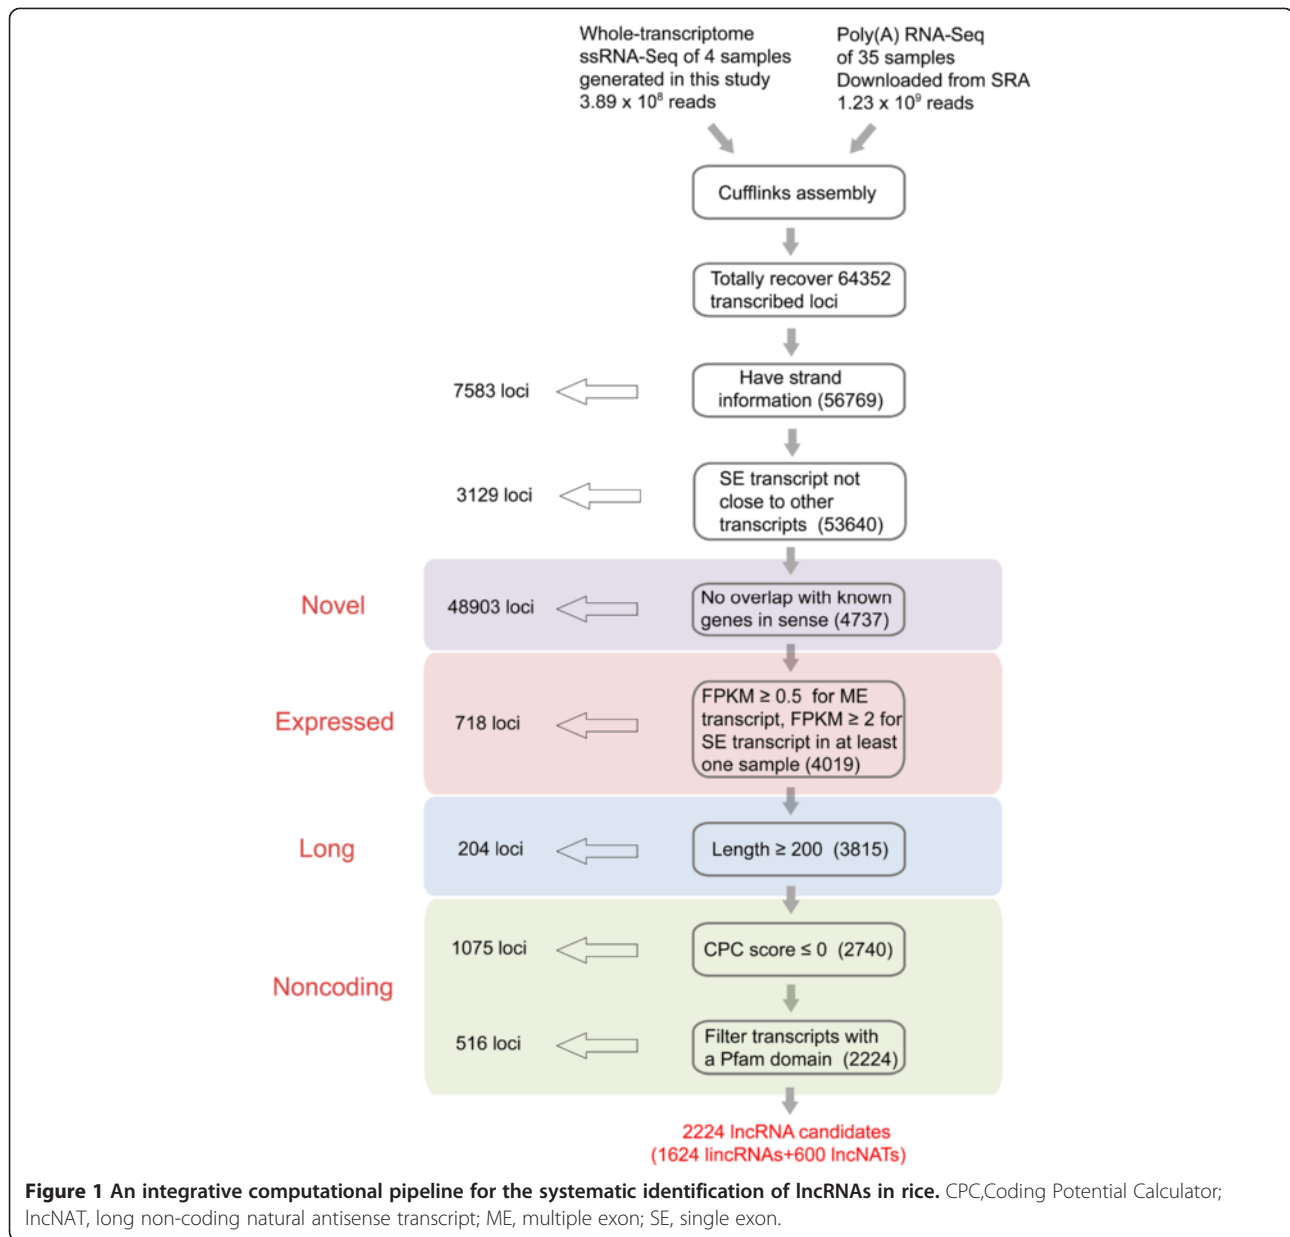 Whole-transcriptome
ssRNA-Seq of 4 samples
generated in this study
3.89 x 10⁸ reads
Poly(A) RNA-Seq
of 35 samples
Downloaded from SRA
1.23 x 10⁹ reads
Cufflinks assembly
Totally recover 64352
transcribed loci
7583 loci
Have strand
information (56769)
3129 loci
SE transcript not
close to other
transcripts (53640)
Novel
48903 loci
No overlap with known
genes in sense (4737)
Expressed
718 loci
FPKM ≥ 0.5 for ME
transcript, FPKM ≥ 2 for
SE transcript in at least
one sample (4019)
Long
204 loci
Length ≥ 200 (3815)
Noncoding
1075 loci
CPC score ≤ 0 (2740)
516 loci
Filter transcripts with
a Pfam domain (2224)
2224 lncRNA candidates
(1624 lincRNAs+600 lncNATs)
Figure 1 An integrative computational pipeline for the systematic identification of lncRNAs in rice. CPC,Coding Potential Calculator;
lncNAT, long non-coding natural antisense transcript; ME, multiple exon; SE, single exon.